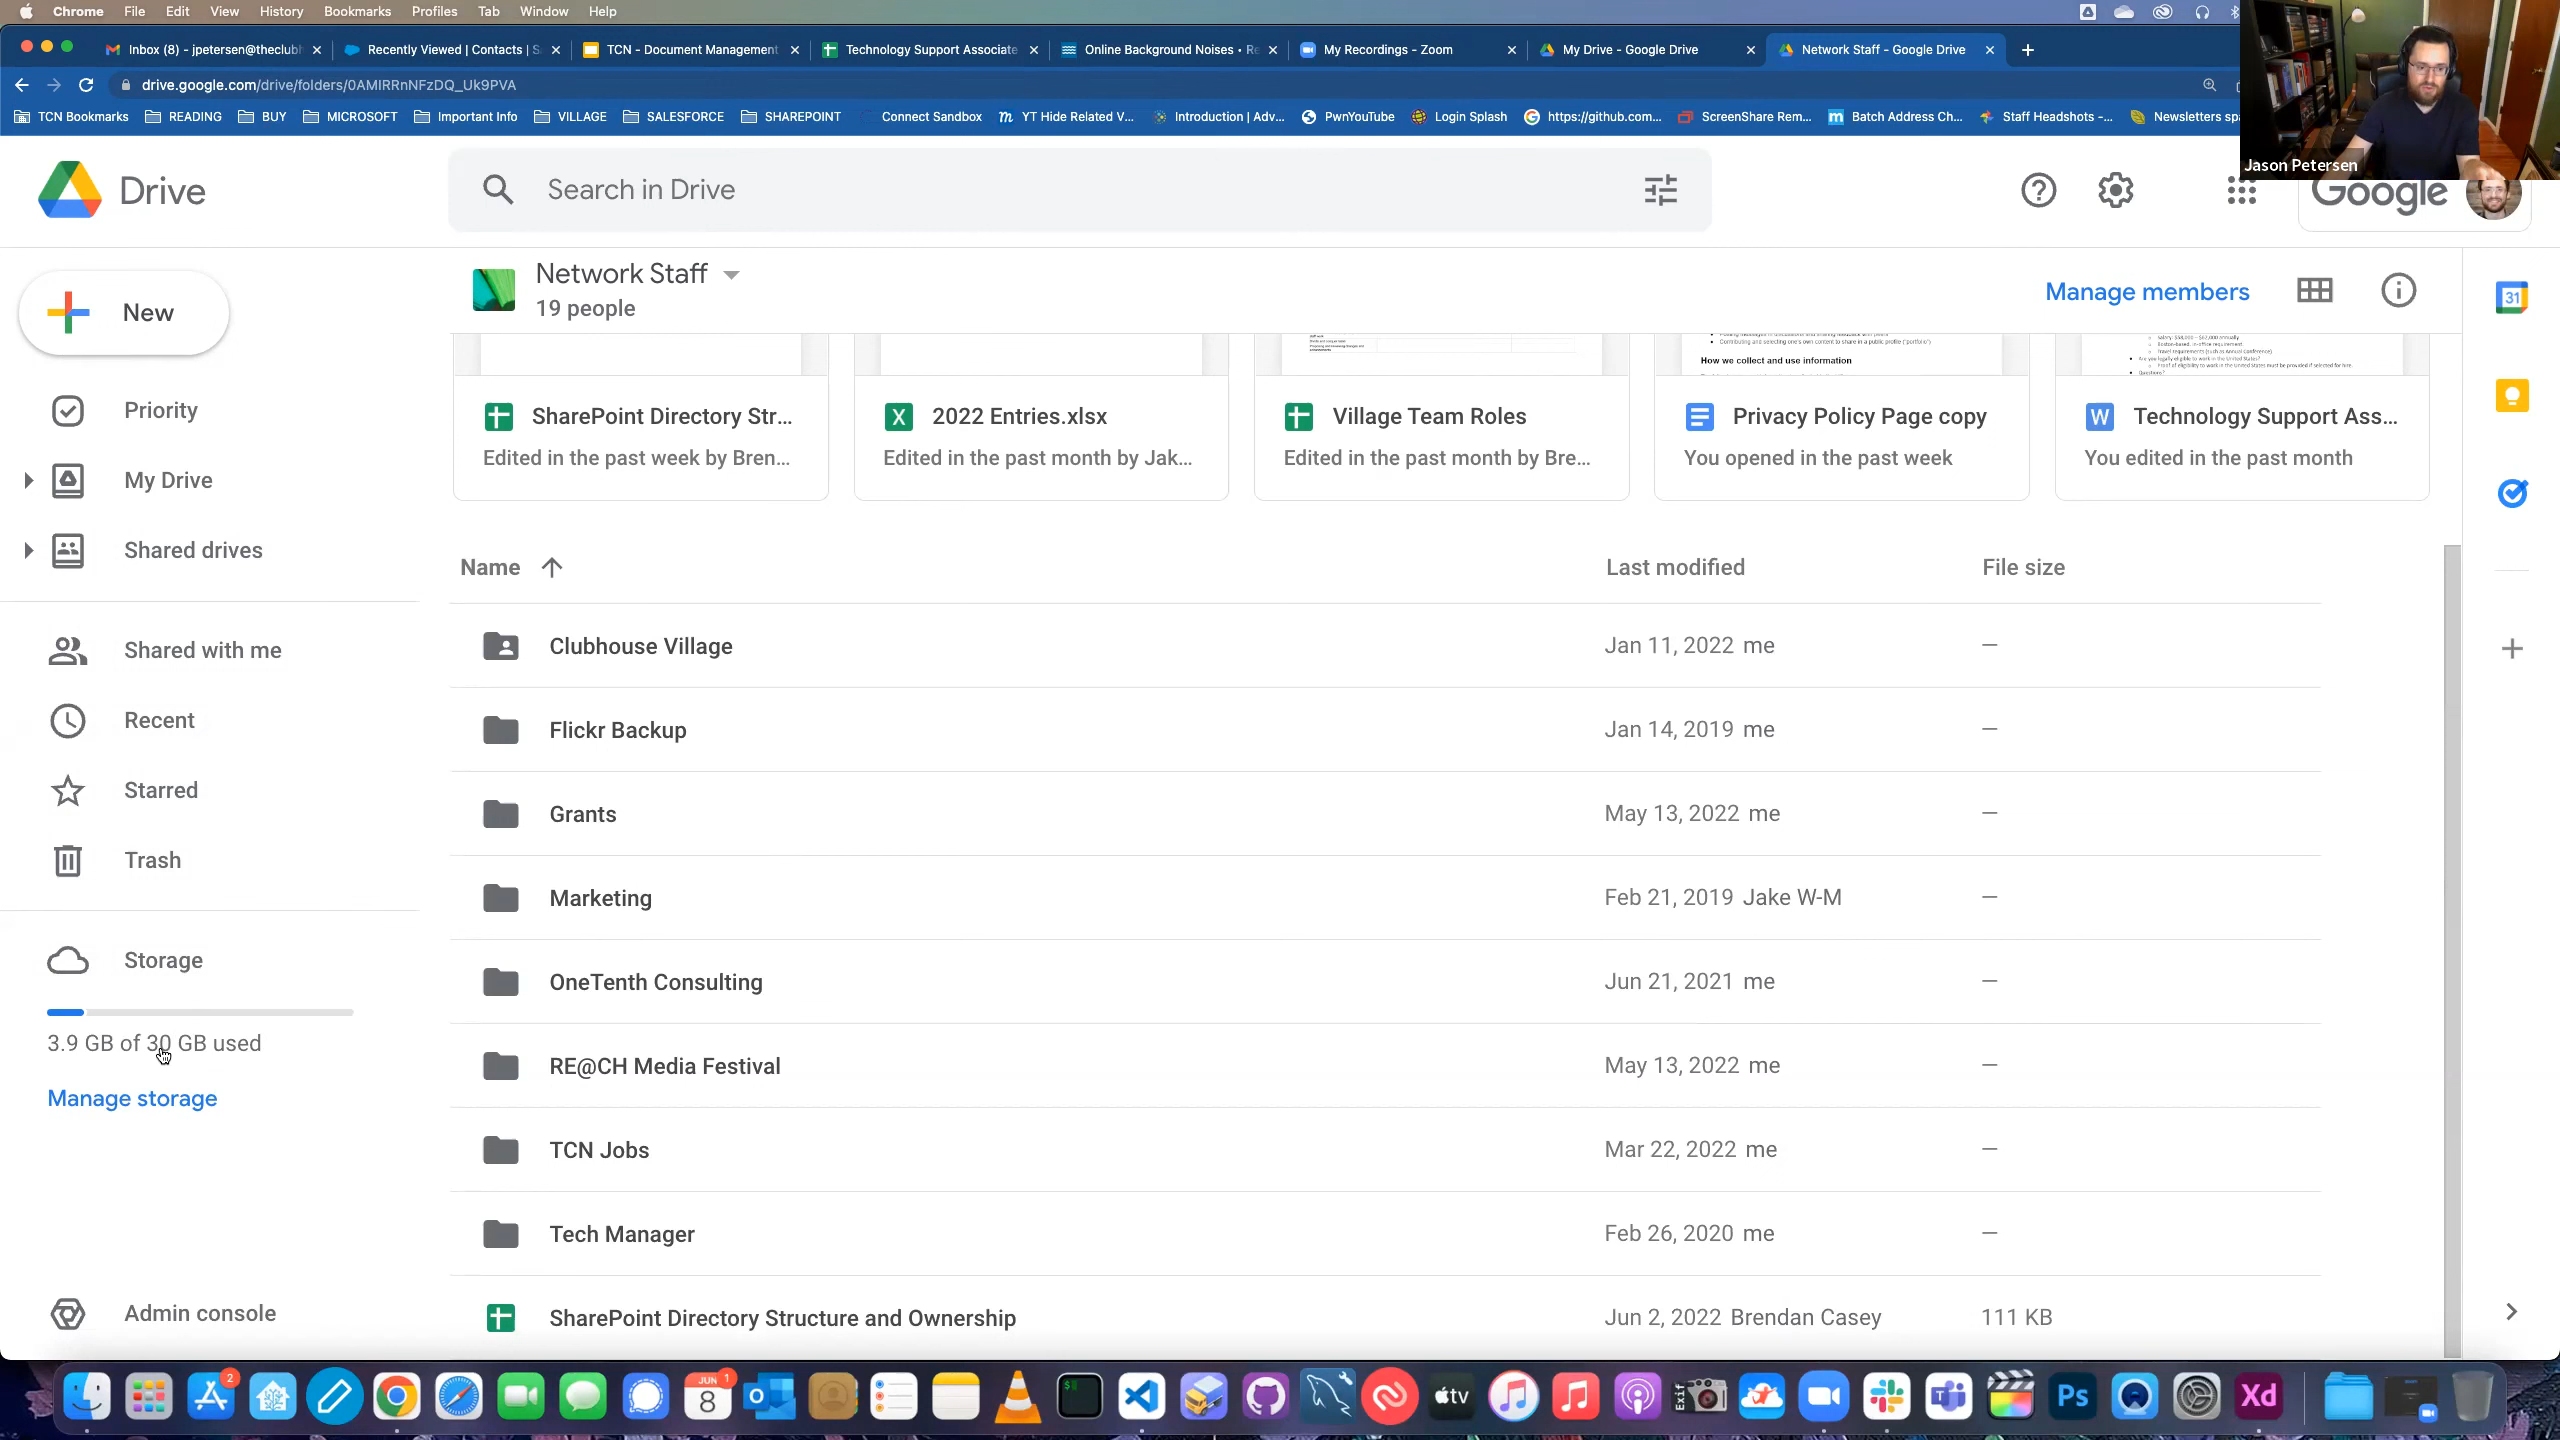 Chrome File Edit View History Bookmarks Profiles Tab Window Help
Inbox (8) - jpetersen@theclubh Recently Viewed | Contacts | S TCN - Document Management Technology Support Associate Online Background Noises • Re My Recordings - Zoom My Drive - Google Drive Network Staff - Google Drive
drive.google.com/drive/folders/0AMIRRnNFzDQ_Uk9PVA
TCN Bookmarks READING BUY MICROSOFT Important Info VILLAGE SALESFORCE SHAREPOINT Connect Sandbox YT Hide Related V... Introduction | Adv... PwnYouTube Login Splash https://github.com... ScreenShare Rem... Batch Address Ch... Staff Headshots -... Newsletters sp
Jason Petersen
Drive
Search in Drive
Google
New
Network Staff
19 people
Manage members
31
How we collect and use information
Priority
My Drive
Shared drives
Shared with me
Recent
Starred
Trash
Storage
3.9 GB of 30 GB used
Manage storage
Admin console
SharePoint Directory Str...
Edited in the past week by Bren...
2022 Entries.xlsx
Edited in the past month by Jak...
Village Team Roles
Edited in the past month by Bre...
Privacy Policy Page copy
You opened in the past week
Technology Support Ass...
You edited in the past month
Name Last modified File size
Clubhouse Village Jan 11, 2022 me —
Flickr Backup Jan 14, 2019 me —
Grants May 13, 2022 me —
Marketing Feb 21, 2019 Jake W-M —
OneTenth Consulting Jun 21, 2021 me —
RE@CH Media Festival May 13, 2022 me —
TCN Jobs Mar 22, 2022 me —
Tech Manager Feb 26, 2020 me —
SharePoint Directory Structure and Ownership Jun 2, 2022 Brendan Casey 111 KB
2 JUN 8 1 tv Exif Ps Xd